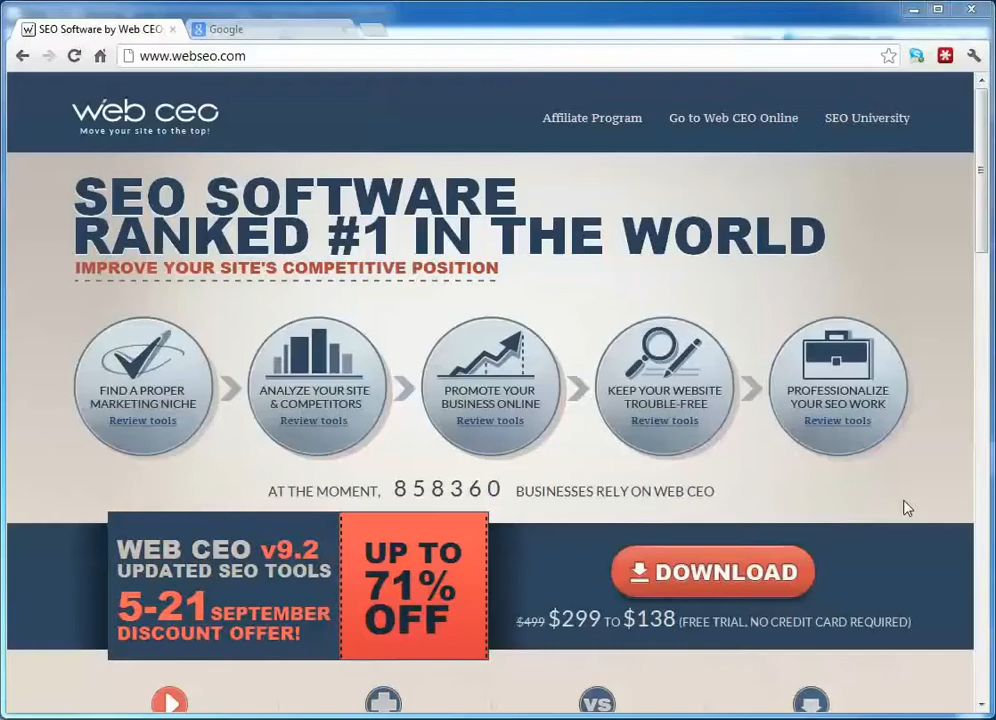 SEO Software by Web CEO
Google
www.webseo.com
web ceo
Move your site to the top!
Affiliate Program
Go to Web CEO Online
SEO University
SEO SOFTWARE
RANKED #1 IN THE WORLD
IMPROVE YOUR SITE'S COMPETITIVE POSITION
FIND A PROPER
MARKETING NICHE
Review tools
ANALYZE YOUR SITE
& COMPETITORS
Review tools
PROMOTE YOUR
BUSINESS ONLINE
Review tools
KEEP YOUR WEBSITE
TROUBLE-FREE
Review tools
PROFESSIONALIZE
YOUR SEO WORK
Review tools
AT THE MOMENT, 858360 BUSINESSES RELY ON WEB CEO
WEB CEO v9.2
UPDATED SEO TOOLS
5-21 SEPTEMBER
DISCOUNT OFFER!
UP TO
71%
OFF
DOWNLOAD
$499 $299 TO $138 (FREE TRIAL, NO CREDIT CARD REQUIRED)
VS